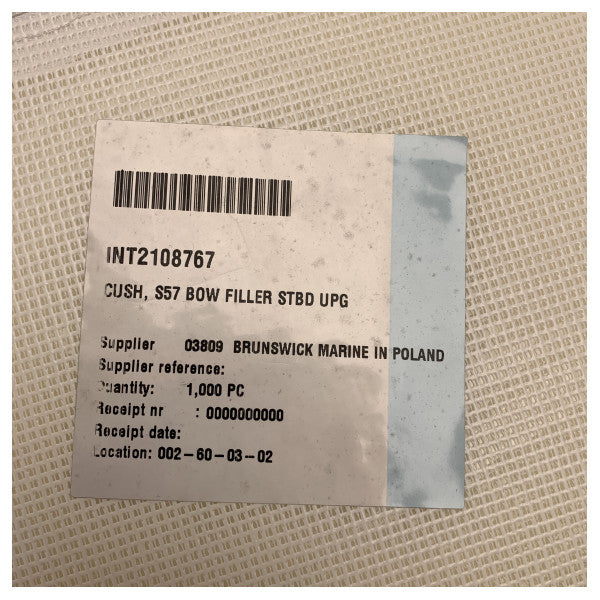 INT2108767
CUSH, S57 BOW FILLER STBD UPG
Supplier 03809 BRUNSWICK MARINE IN POLAND
Supplier reference:
Quantity: 1,000 PC
Receipt nr : 0000000000
Receipt date:
Location: 002-60-03-02